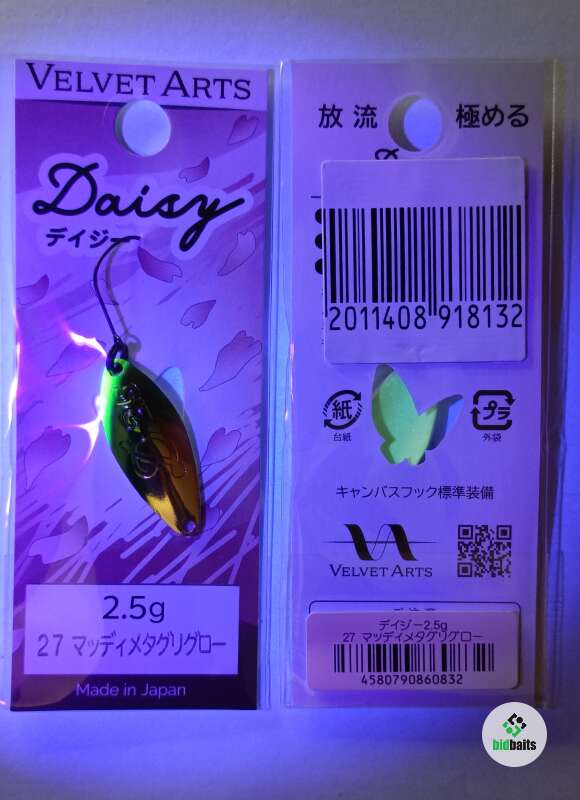 VELVET ARTS
Daisy
デイジー
2.5g
27 マッディメタグリグロー
Made in Japan
放流
極める
2011408 918132
紙
台紙
プラ
外袋
キャンバスフック標準装備
VELVET ARTS
デイジー2.5g
27 マッディメタグリグロー
4580790860832
bidbaits